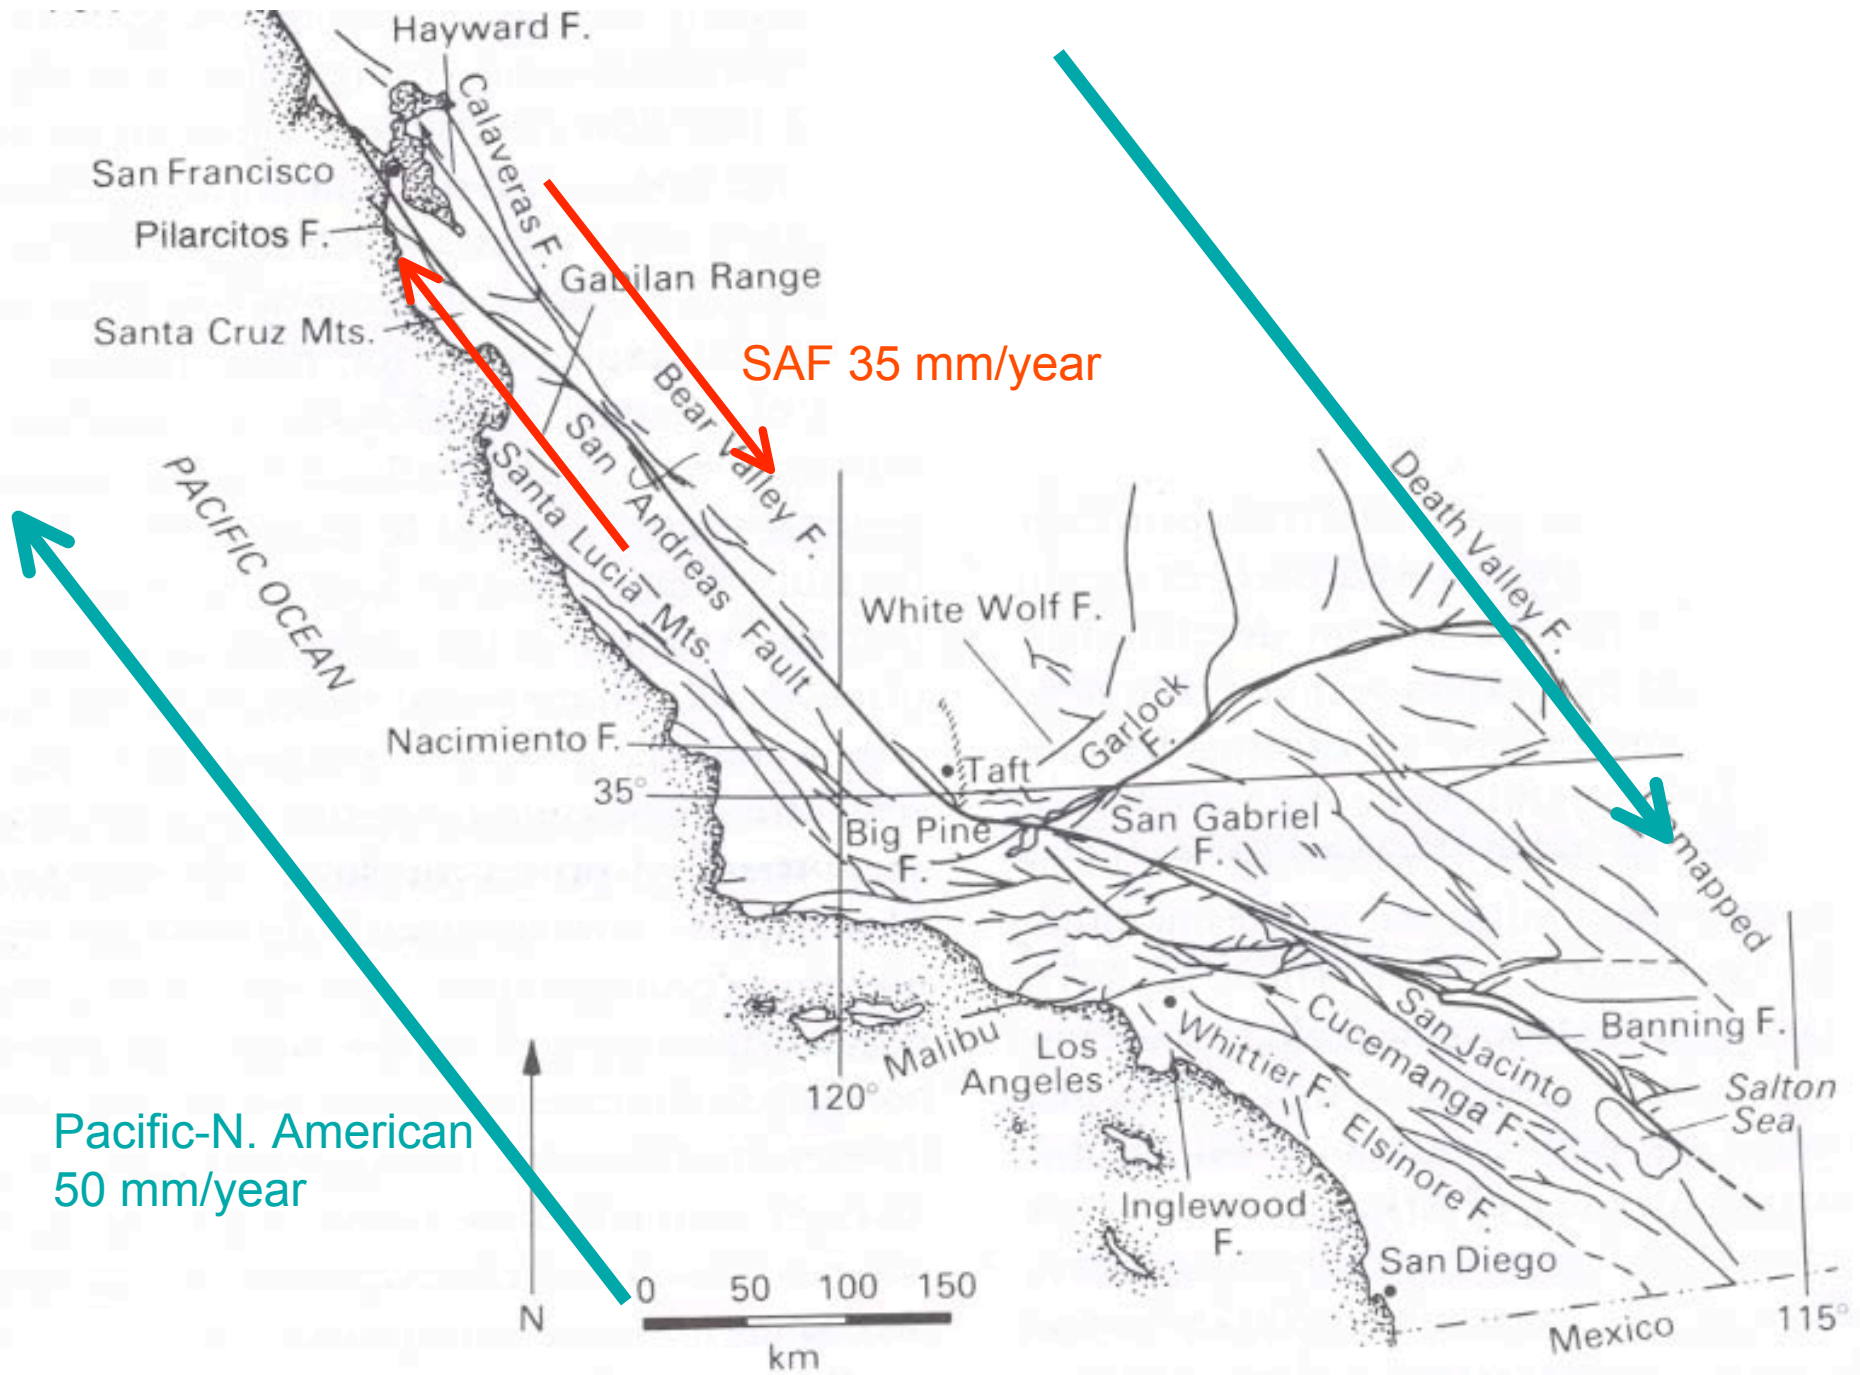 Hayward F.
Calaveras F.
San Francisco
Pilarcitos F.
Gabilan Range
Santa Cruz Mts.
SAF 35 mm/year
Bear Valley F.
San Andreas Fault
Santa Lucia Mts.
PACIFIC OCEAN
Death Valley F.
White Wolf F.
Garlock
F.
Nacimiento F.
Taft
35°
Big Pine
F.
San Gabriel
F.
mapped
San Jacinto
Banning F.
Cucemanga F.
Whittier F.
Malibu
Los
Angeles
120°
Salton
Sea
Elsinore F.
Pacific-N. American
50 mm/year
Inglewood
F.
San Diego
N
0 50 100 150
km
Mexico
115°